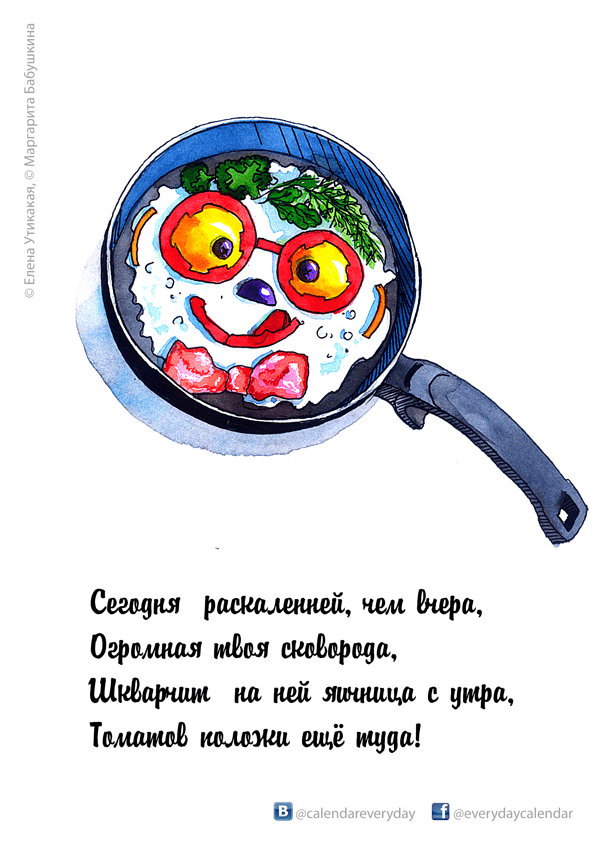 © Елена Утикакая, © Маргарита Бабушкина
Сегодня раскаленней, чем вчера,
Огромная твоя сковорода,
Шкварчит на ней яичница с утра,
Томатов положи ещё туда!
B @calendareveryday f @everydaycalendar